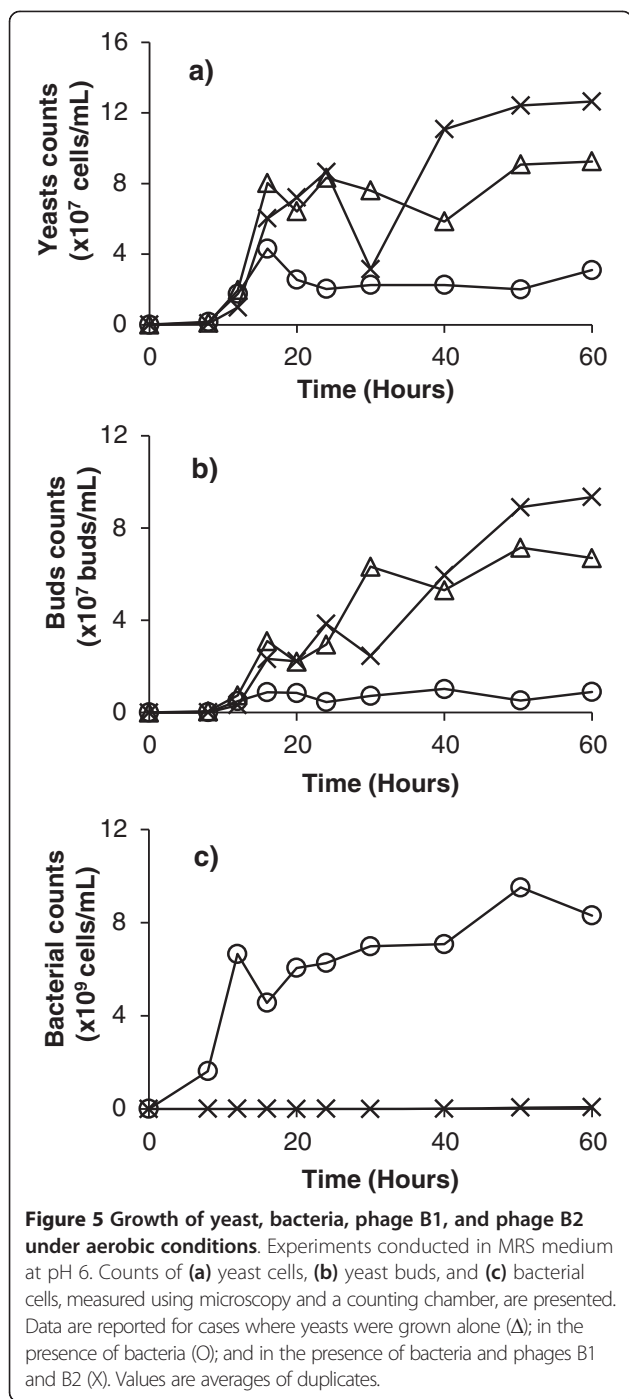 a)
16
12
8
4
0
Yeasts counts
(x10⁷ cells/mL)
0 20 40 60
Time (Hours)
b)
12
8
4
0
Buds counts
(x10⁷ buds/mL)
0 20 40 60
Time (Hours)
c)
12
8
4
0
Bacterial counts
(x10⁹ cells/mL)
0 20 40 60
Time (Hours)
Figure 5 Growth of yeast, bacteria, phage B1, and phage B2
under aerobic conditions. Experiments conducted in MRS medium
at pH 6. Counts of (a) yeast cells, (b) yeast buds, and (c) bacterial
cells, measured using microscopy and a counting chamber, are presented.
Data are reported for cases where yeasts were grown alone (Δ); in the
presence of bacteria (O); and in the presence of bacteria and phages B1
and B2 (X). Values are averages of duplicates.